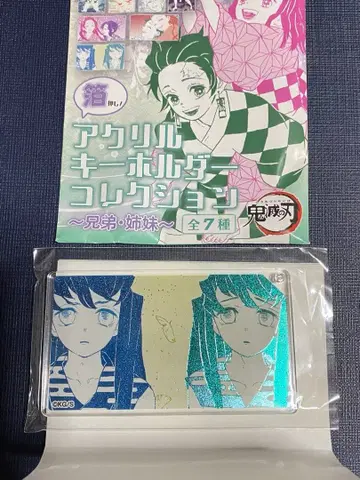 箔
押し!
アクリル
キーホルダー
コレクション
~兄弟・姉妹~
全7種
鬼滅の刃
©KG/S